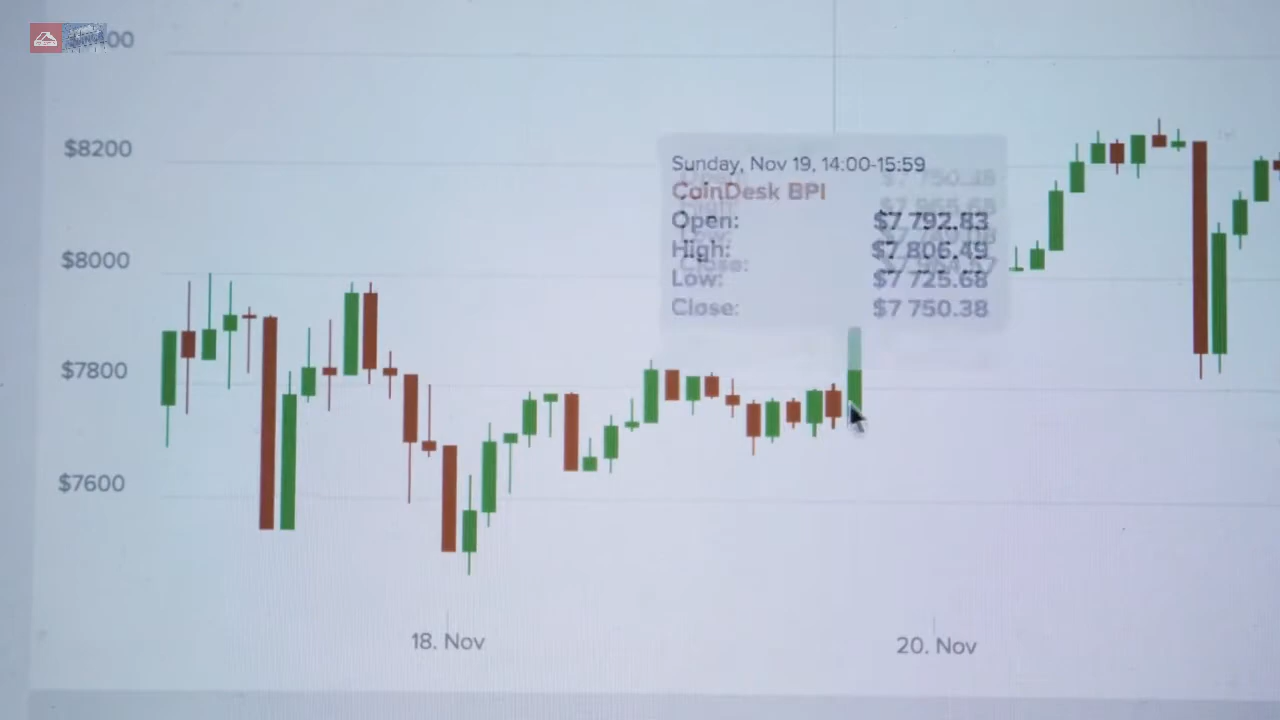 $8200
$8000
$7800
$7600
Sunday, Nov 19, 14:00-15:59
CoinDesk BPI
Open: $7 792.83
High: $7 806.49
Low: $7 725.68
Close: $7 750.38
18. Nov
20. Nov